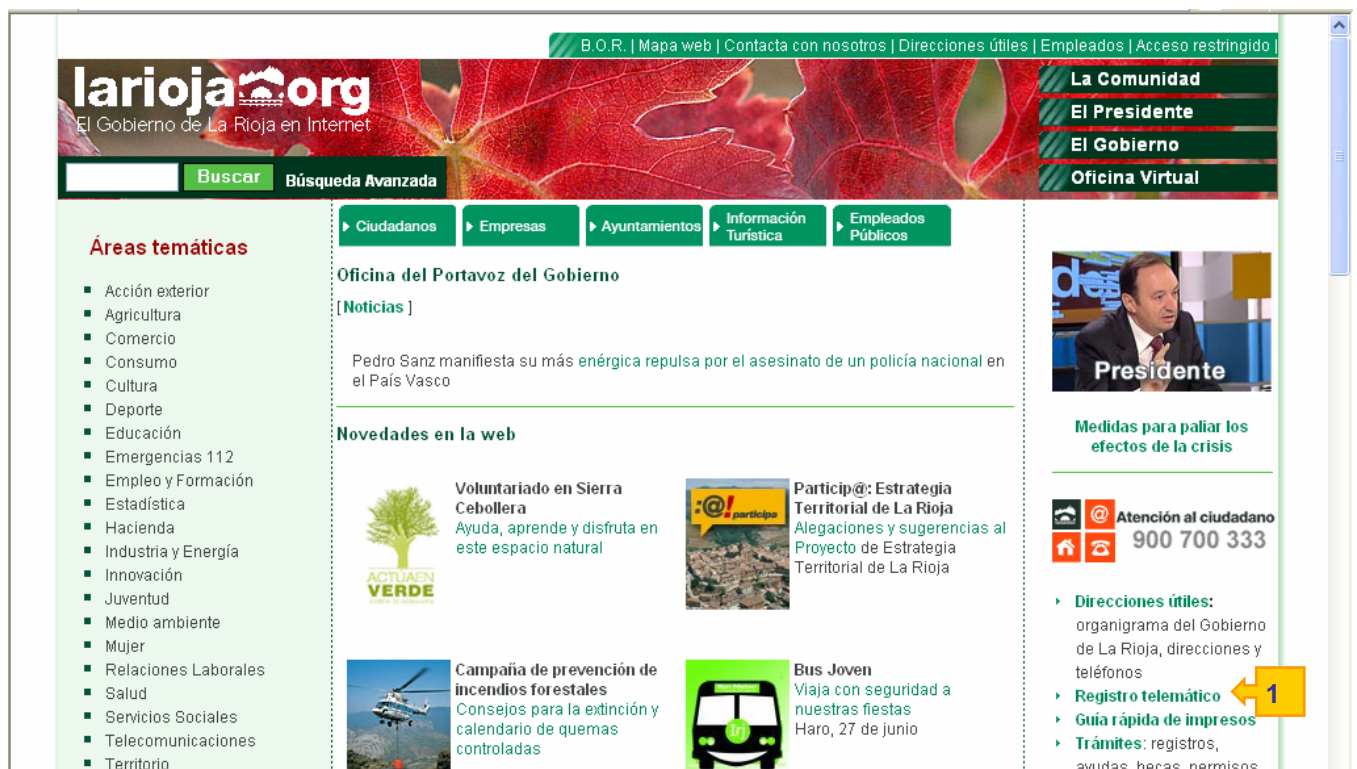 B.O.R. | Mapa web | Contacta con nosotros | Direcciones útiles | Empleados | Acceso restringido |
larioja.org
El Gobierno de La Rioja en Internet
La Comunidad
El Presidente
El Gobierno
Oficina Virtual
Buscar Búsqueda Avanzada
Ciudadanos
Empresas
Ayuntamientos
Información
Turística
Empleados
Públicos
Áreas temáticas
Acción exterior
Agricultura
Comercio
Consumo
Cultura
Deporte
Educación
Emergencias 112
Empleo y Formación
Estadística
Hacienda
Industria y Energía
Innovación
Juventud
Medio ambiente
Mujer
Relaciones Laborales
Salud
Servicios Sociales
Telecomunicaciones
Territorio
Oficina del Portavoz del Gobierno
[ Noticias ]
Pedro Sanz manifiesta su más enérgica repulsa por el asesinato de un policía nacional en
el País Vasco
Novedades en la web
ACTUAEN
VERDE
Voluntariado en Sierra
Cebollera
Ayuda, aprende y disfruta en
este espacio natural
:@! participa
Particip@: Estrategia
Territorial de La Rioja
Alegaciones y sugerencias al
Proyecto de Estrategia
Territorial de La Rioja
Campaña de prevención de
incendios forestales
Consejos para la extinción y
calendario de quemas
controladas
Irj
Bus Joven
Viaja con seguridad a
nuestras fiestas
Haro, 27 de junio
Presidente
Medidas para paliar los
efectos de la crisis
@ Atención al ciudadano
900 700 333
Direcciones útiles:
organigrama del Gobierno
de La Rioja, direcciones y
teléfonos
Registro telemático
1
Guía rápida de impresos
Trámites: registros,
ayudas, becas, permisos